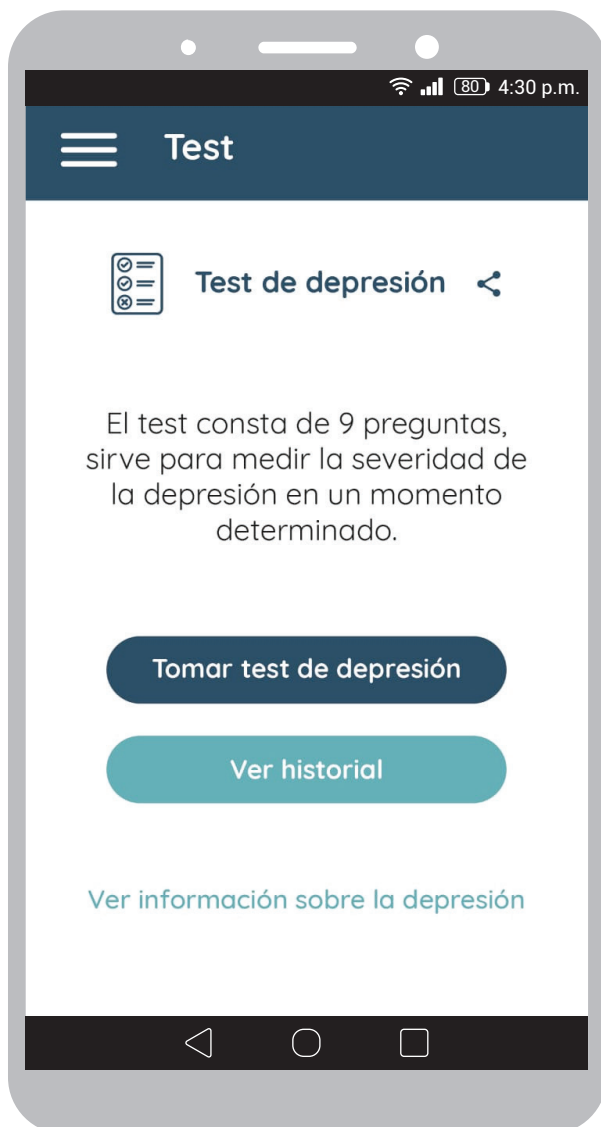 80 4:30 p.m.
Test
Test de depresión
El test consta de 9 preguntas,
sirve para medir la severidad de
la depresión en un momento
determinado.
Tomar test de depresión
Ver historial
Ver información sobre la depresión